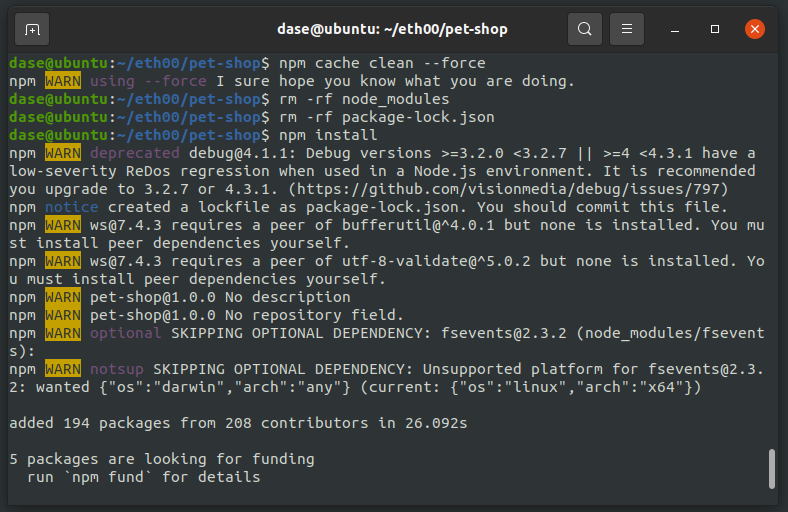 dase@ubuntu: ~/eth00/pet-shop
dase@ubuntu:~/eth00/pet-shop$ npm cache clean --force
npm WARN using --force I sure hope you know what you are doing.
dase@ubuntu:~/eth00/pet-shop$ rm -rf node_modules
dase@ubuntu:~/eth00/pet-shop$ rm -rf package-lock.json
dase@ubuntu:~/eth00/pet-shop$ npm install
npm WARN deprecated debug@4.1.1: Debug versions >=3.2.0 <3.2.7 || >=4 <4.3.1 have a
low-severity ReDos regression when used in a Node.js environment. It is recommended
you upgrade to 3.2.7 or 4.3.1. (https://github.com/visionmedia/debug/issues/797)
npm notice created a lockfile as package-lock.json. You should commit this file.
npm WARN ws@7.4.3 requires a peer of bufferutil@^4.0.1 but none is installed. You mu
st install peer dependencies yourself.
npm WARN ws@7.4.3 requires a peer of utf-8-validate@^5.0.2 but none is installed. Yo
u must install peer dependencies yourself.
npm WARN pet-shop@1.0.0 No description
npm WARN pet-shop@1.0.0 No repository field.
npm WARN optional SKIPPING OPTIONAL DEPENDENCY: fsevents@2.3.2 (node_modules/fsevent
s):
npm WARN notsup SKIPPING OPTIONAL DEPENDENCY: Unsupported platform for fsevents@2.3.
2: wanted {"os":"darwin","arch":"any"} (current: {"os":"linux","arch":"x64"})
added 194 packages from 208 contributors in 26.092s
5 packages are looking for funding
run `npm fund` for details